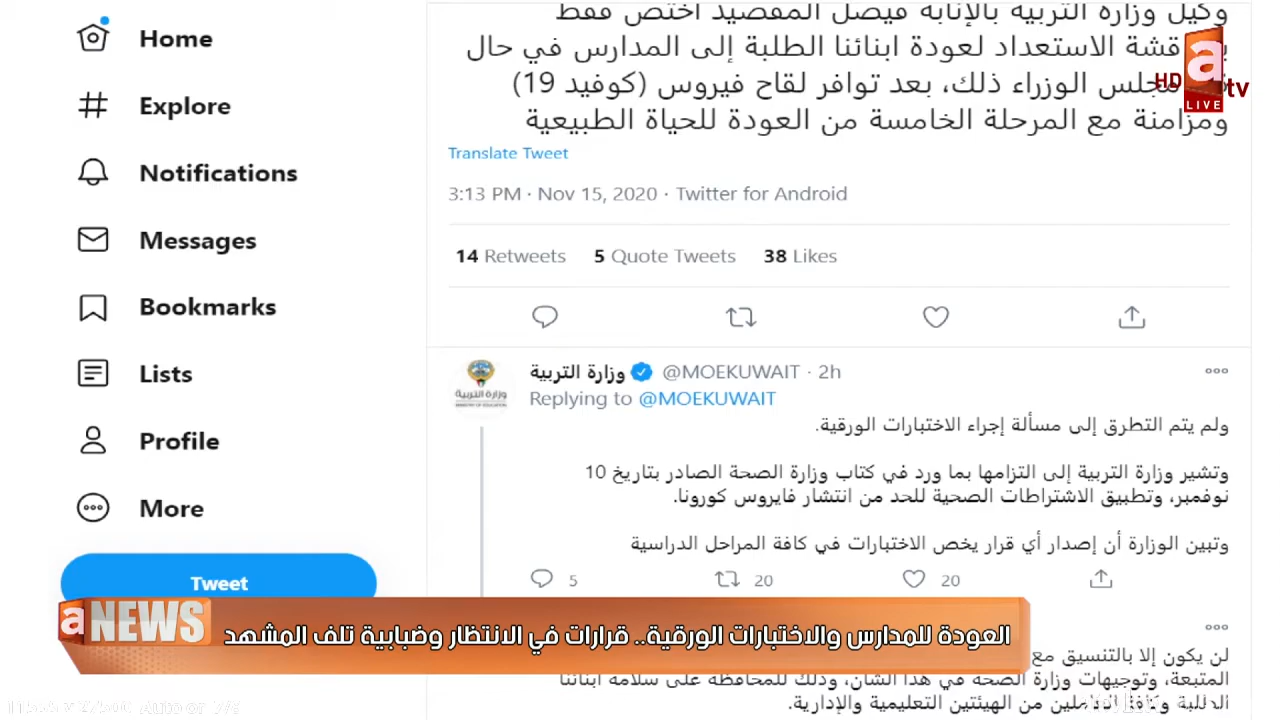 Home
Explore
Notifications
Messages
Bookmarks
Lists
Profile
More
Tweet
وكيل وزارة التربية بالإنابة فيصل المقصيد اختص فقط
قشة الاستعداد لعودة ابنائنا الطلبة إلى المدارس في حال
مجلس الوزراء ذلك، بعد توافر لقاح فيروس (كوفيد 19)
ومزامنة مع المرحلة الخامسة من العودة للحياة الطبيعية
Translate Tweet
3:13 PM · Nov 15, 2020 · Twitter for Android
14 Retweets 5 Quote Tweets 38 Likes
وزارة التربية @MOEKUWAIT · 2h
Replying to @MOEKUWAIT
ولم يتم التطرق إلى مسألة إجراء الاختبارات الورقية.
وتشير وزارة التربية إلى التزامها بما ورد في كتاب وزارة الصحة الصادر بتاريخ 10
نوفمبر، وتطبيق الاشتراطات الصحية للحد من انتشار فايروس كورونا.
وتبين الوزارة أن إصدار أي قرار يخص الاختبارات في كافة المراحل الدراسية
5 20 20
لن يكون إلا بالتنسيق مع
المتبعة، وتوجيهات وزارة الصحة في هذا الشأن، وذلك للمحافظة على سلامة ابنائنا
الطلبة وكافة العاملين من الهيئتين التعليمية والإدارية.
وزارة التربية
MINISTRY OF EDUCATION
HD a tv
LIVE
a NEWS
العودة للمدارس والاختبارات الورقية.. قرارات في الانتظار وضبابية تلف المشهد